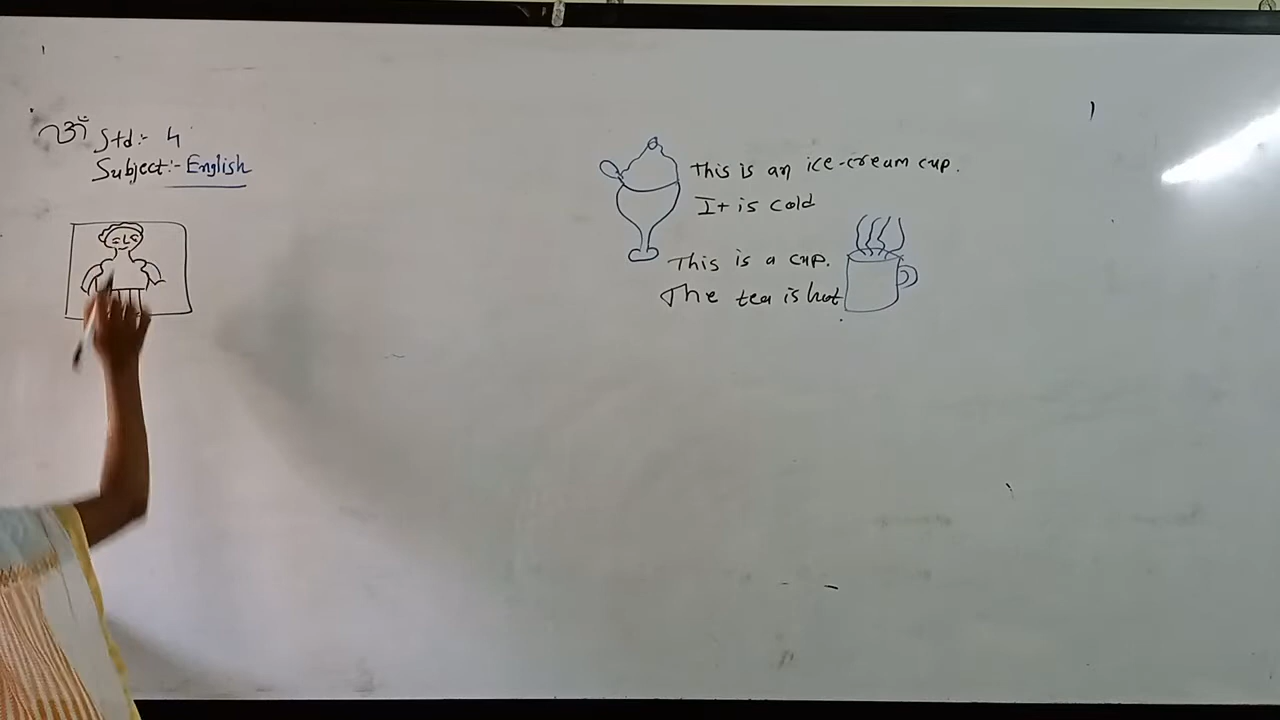 ॐ
Std:- 4
Subject:- English
This is an ice-cream cup.
It is cold
This is a cup.
The tea is hot